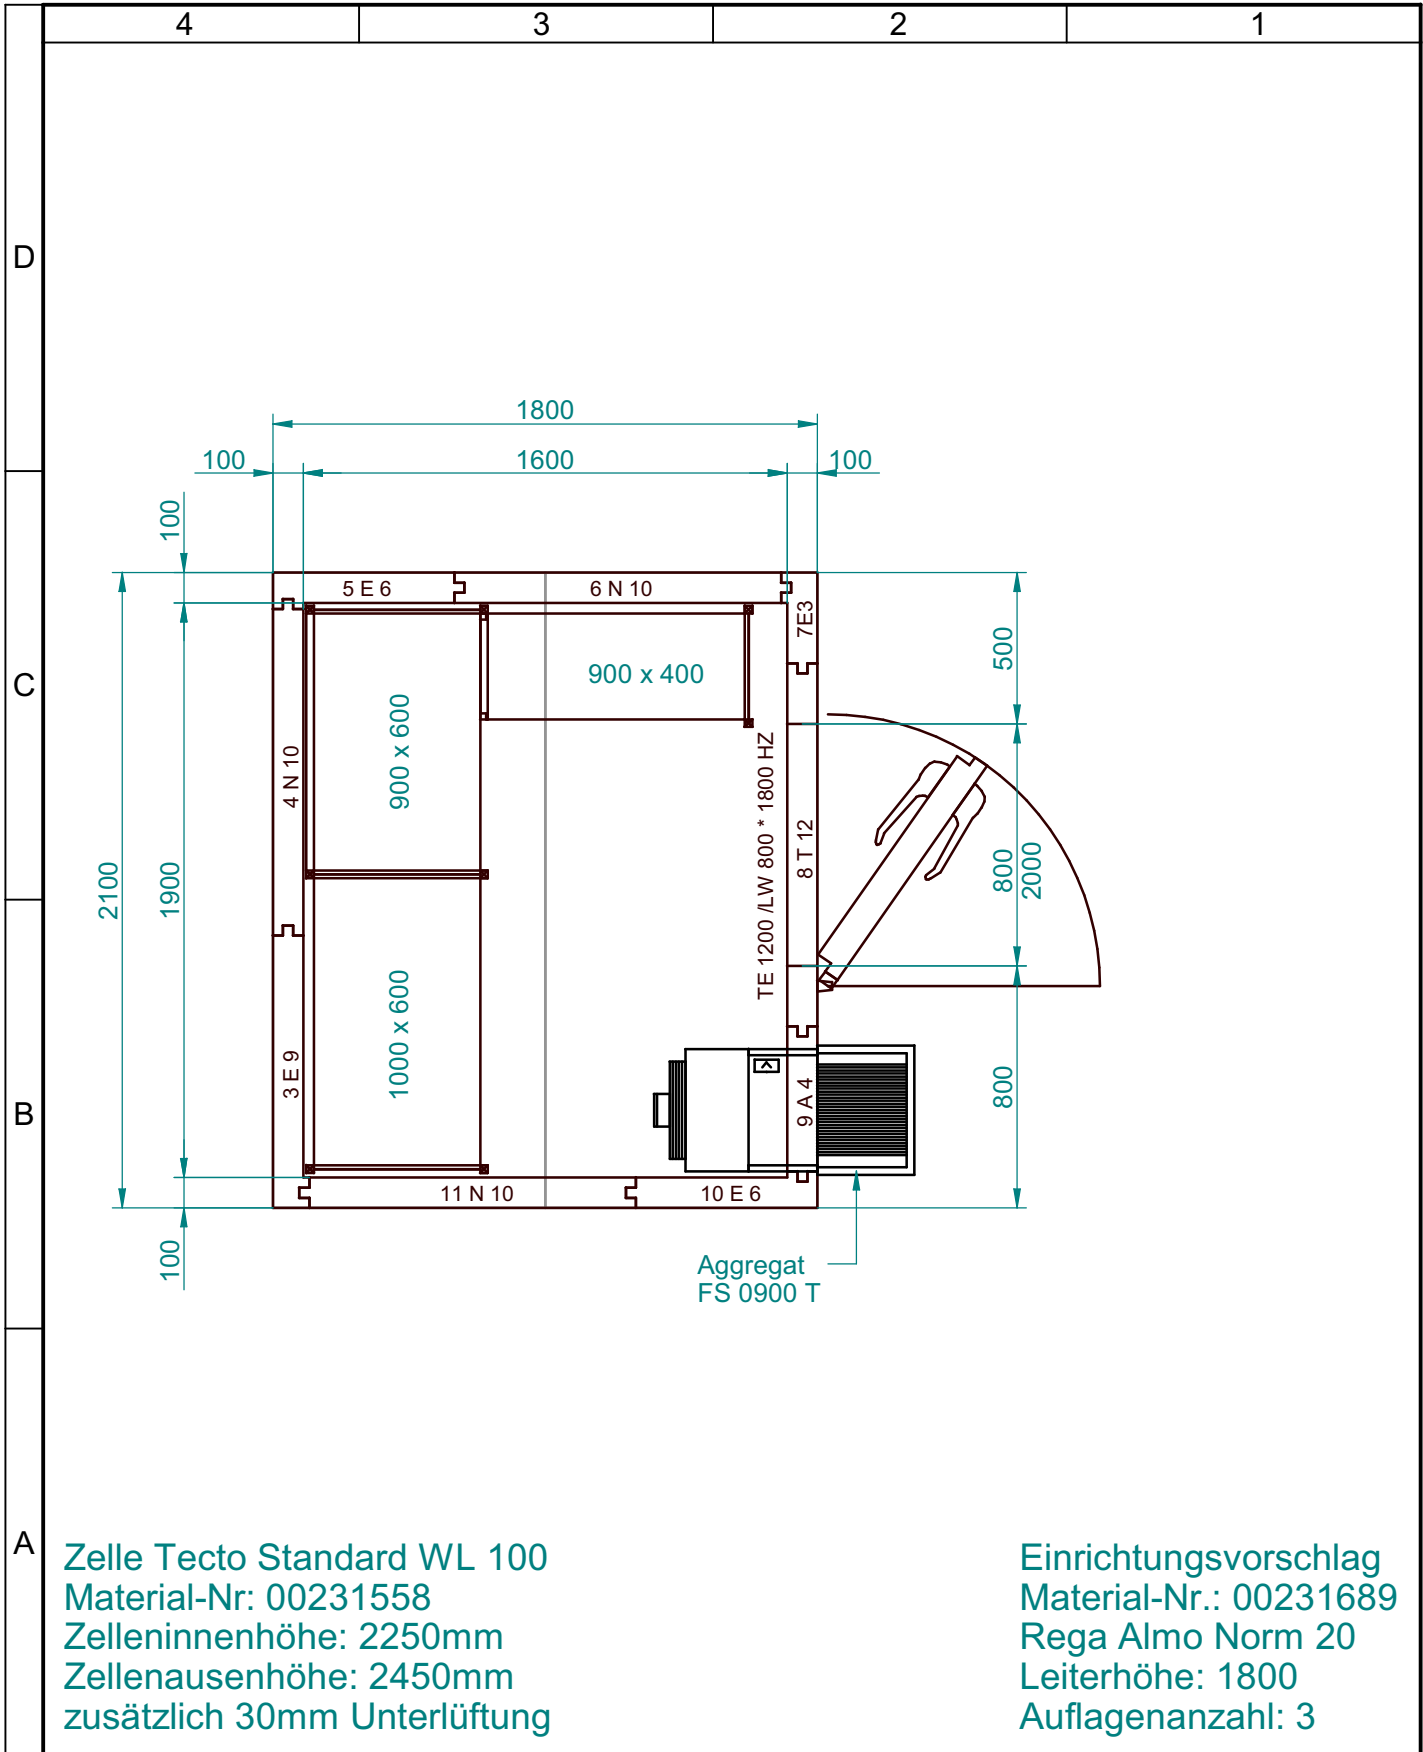 4 3 2 1
D
1800
100 1600 100
100
5 E 6 6 N 10
7E3
500
C
900 x 400
900 x 600
4 N 10
TE 1200 /LW 800 * 1800 HZ
8 T 12
800
2000
2100
1900
1000 x 600
3 E 9
9 A 4
800
B
11 N 10 10 E 6
100
Aggregat
FS 0900 T
A
Zelle Tecto Standard WL 100
Material-Nr: 00231558
Zelleninnenhöhe: 2250mm
Zellenausenhöhe: 2450mm
zusätzlich 30mm Unterlüftung
Einrichtungsvorschlag
Material-Nr.: 00231689
Rega Almo Norm 20
Leiterhöhe: 1800
Auflagenanzahl: 3